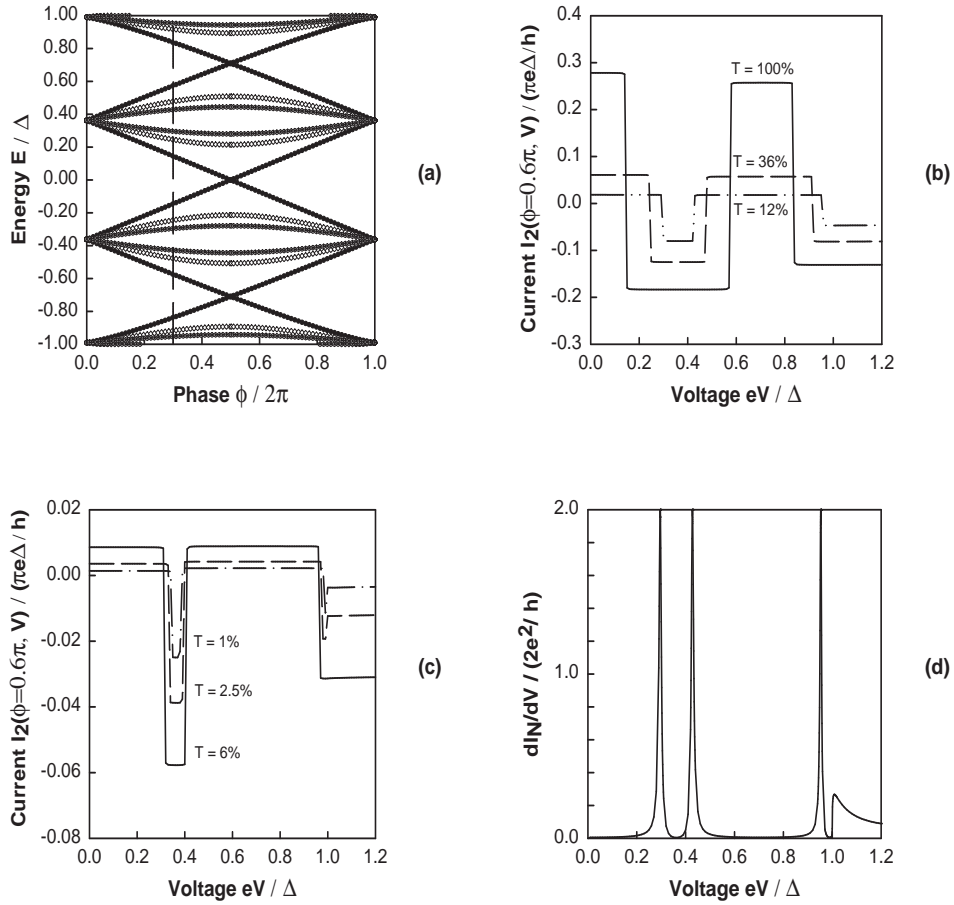 1.00
0.80
0.60
0.40
0.20
0.00
-0.20
-0.40
-0.60
-0.80
-1.00
Energy E / Δ
0.0 0.2 0.4 0.6 0.8 1.0
Phase ϕ / 2π
(a)
0.4
0.3
0.2
0.1
0.0
-0.1
-0.2
-0.3
Current I2(ϕ=0.6π, V) / (πeΔ/h)
T = 100%
T = 36%
T = 12%
0.0 0.2 0.4 0.6 0.8 1.0 1.2
Voltage eV / Δ
(b)
0.02
0.00
-0.02
-0.04
-0.06
-0.08
Current I2(ϕ=0.6π, V) / (πeΔ/h)
T = 1%
T = 2.5%
T = 6%
0.0 0.2 0.4 0.6 0.8 1.0 1.2
Voltage eV / Δ
(c)
2.0
1.0
0.0
dIN/dV / (2e2/ h)
0.0 0.2 0.4 0.6 0.8 1.0 1.2
Voltage eV / Δ
(d)